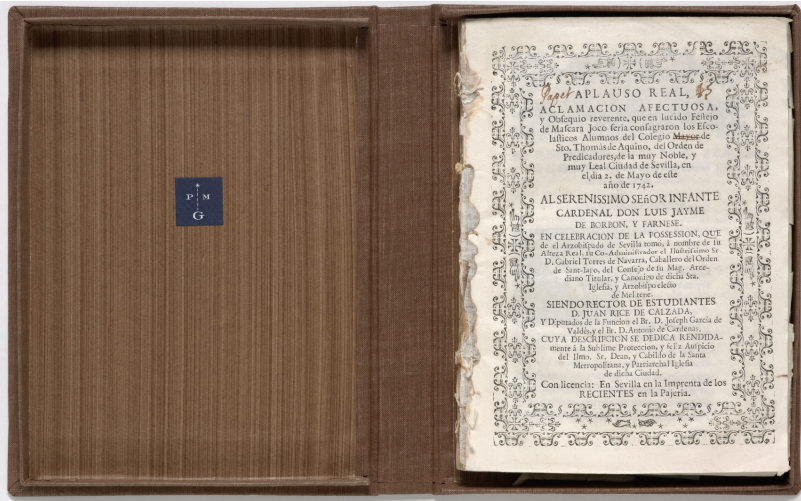 P M
G
Papel 85
APLAUSO REAL,
ACLAMACION AFECTUOSA,
y Obsequio reverente, que en lucido Festejo
de Mascara Joco seria consagraron los Esco-
lasticos Alumnos del Colegio Mayor de
Sto. Thomás de Aquino, del Orden de
Predicadores, de la muy Noble, y
muy Leal Ciudad de Sevilla, en
el dia 2. de Mayo de este
año de 1742.
AL SERENISSIMO SEñOR INFANTE
CARDENAL DON LUIS JAYME
DE BORBON, Y FARNESE.
EN CELEBRACION DE LA POSSESSION, QUE
de el Arzobispado de Sevilla tomó, à nombre de su
Alteza Real, su Co-Administrador el Ilustrissimo Sr.
D. Gabriel Torres de Navarra, Caballero del Orden
de Sant-Iago, del Consejo de su Mag. Arce-
diano Titular, y Canonigo de dicha Sta.
Iglesia, y Arzobispo electo
de Melitene.
SIENDO RECTOR DE ESTUDIANTES
D. JUAN RICE DE CALZADA,
Y Diputados de la Funcion el Br. D. Joseph Garcia de
Valdès, y el Br. D. Antonio de Cardenas,
CUYA DESCRIPCION SE DEDICA RENDIDA-
mente à la Sublime Proteccion, y feliz Auspicio
del Ilmo. Sr. Dean, y Cabildo de la Santa
Metropolitana, y Patriarchal Iglesia
de dicha Ciudad.
Con licencia: En Sevilla en la Imprenta de los
RECIENTES en la Pajeria.